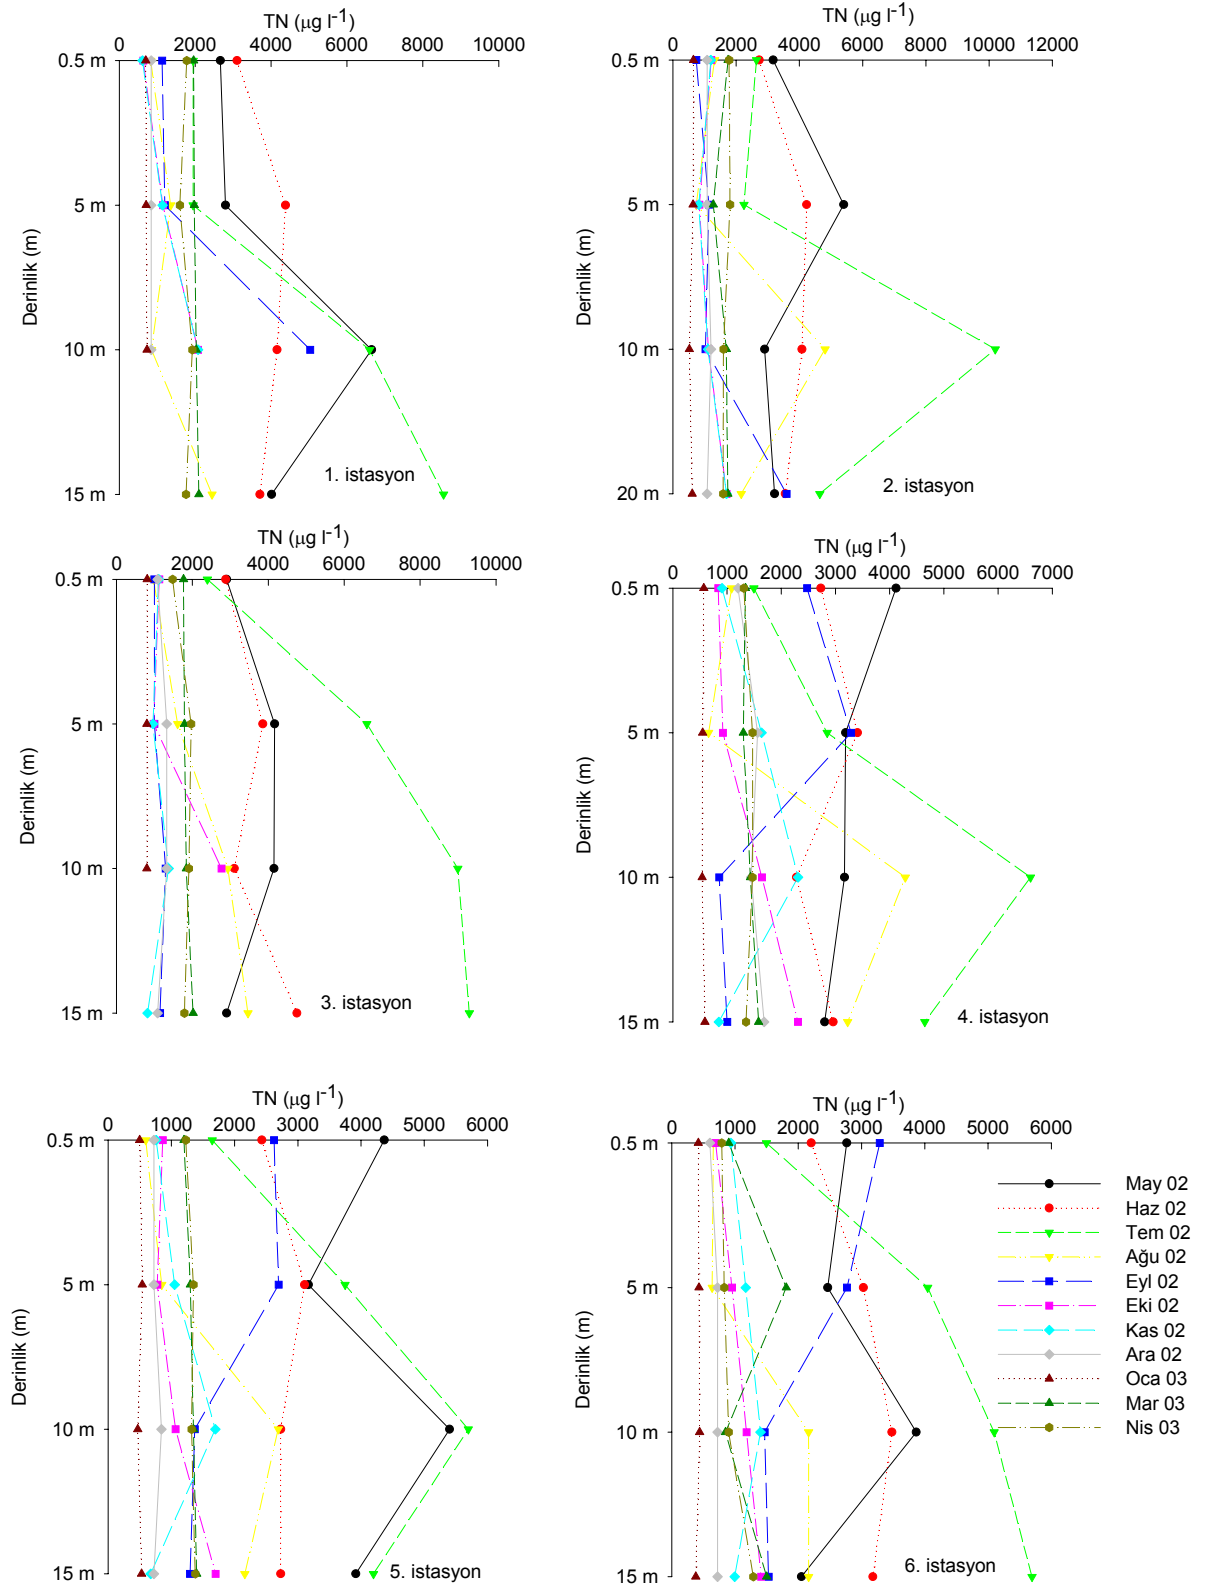 TN (µg l-1)
0 2000 4000 6000 8000 10000
0.5 m
5 m
10 m
15 m
Derinlik (m)
1. istasyon
TN (µg l-1)
0 2000 4000 6000 8000 10000 12000
0.5 m
5 m
10 m
20 m
Derinlik (m)
2. istasyon
TN (µg l-1)
0 2000 4000 6000 8000 10000
0.5 m
5 m
10 m
15 m
Derinlik (m)
3. istasyon
TN (µg l-1)
0 1000 2000 3000 4000 5000 6000 7000
0.5 m
5 m
10 m
15 m
Derinlik (m)
4. istasyon
TN (µg l-1)
0 1000 2000 3000 4000 5000 6000
0.5 m
5 m
10 m
15 m
Derinlik (m)
5. istasyon
TN (µg l-1)
0 1000 2000 3000 4000 5000 6000
0.5 m
5 m
10 m
15 m
Derinlik (m)
6. istasyon
May 02
Haz 02
Tem 02
Ağu 02
Eyl 02
Eki 02
Kas 02
Ara 02
Oca 03
Mar 03
Nis 03